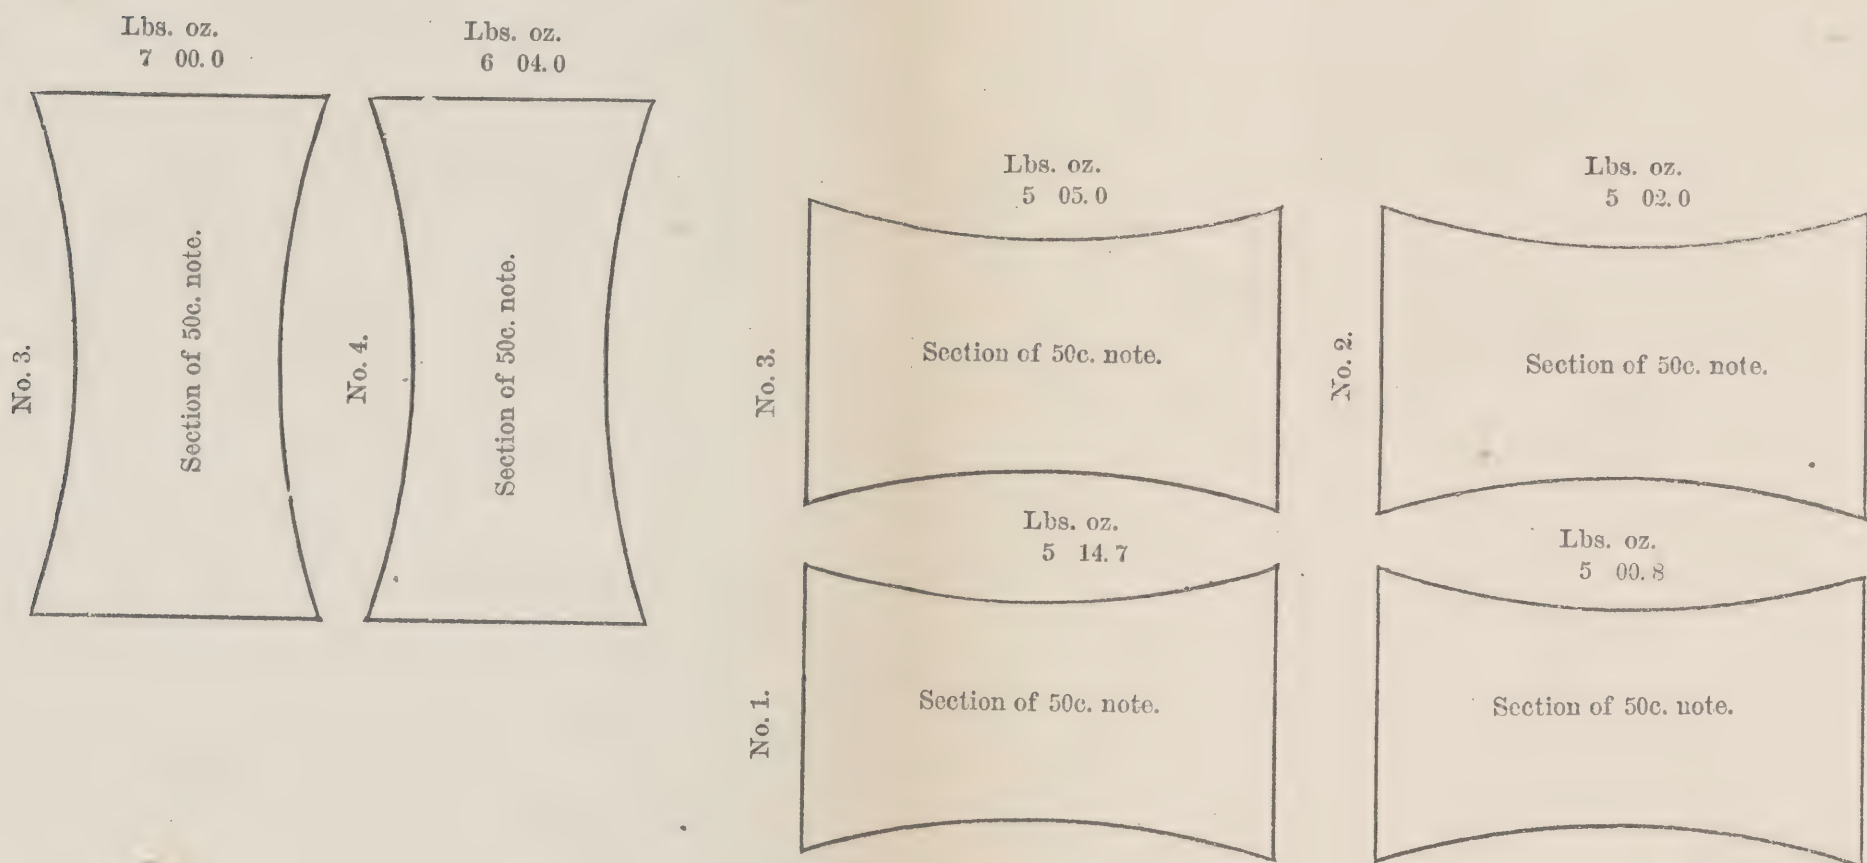 Lbs. oz.
7 00.0
No. 3.
Section of 50c. note.
Lbs. oz.
6 04.0
No. 4.
Section of 50c. note.
Lbs. oz.
5 05.0
No. 3.
Section of 50c. note.
Lbs. oz.
5 02.0
No. 2.
Section of 50c. note.
Lbs. oz.
5 14.7
No. 1.
Section of 50c. note.
Lbs. oz.
5 00.8
Section of 50c. note.